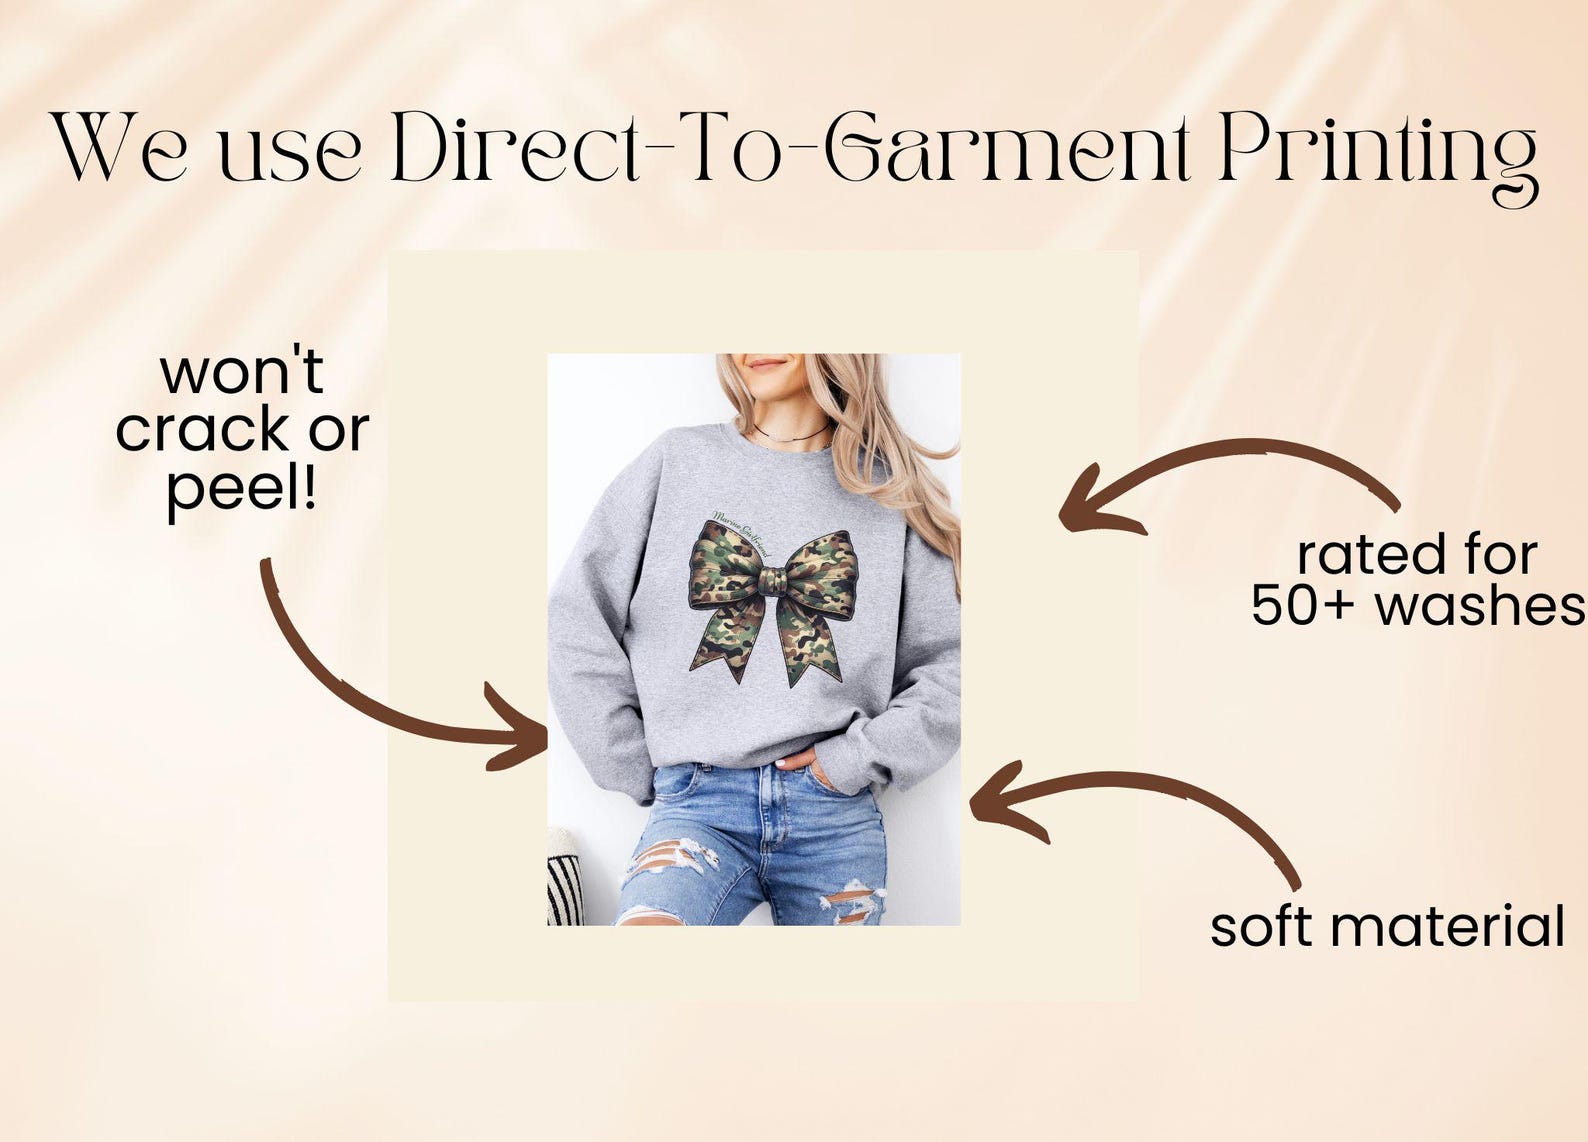 We use Direct-To-Garment Printing
won't
crack or
peel!
Marine Girlfriend
rated for
50+ washes
soft material